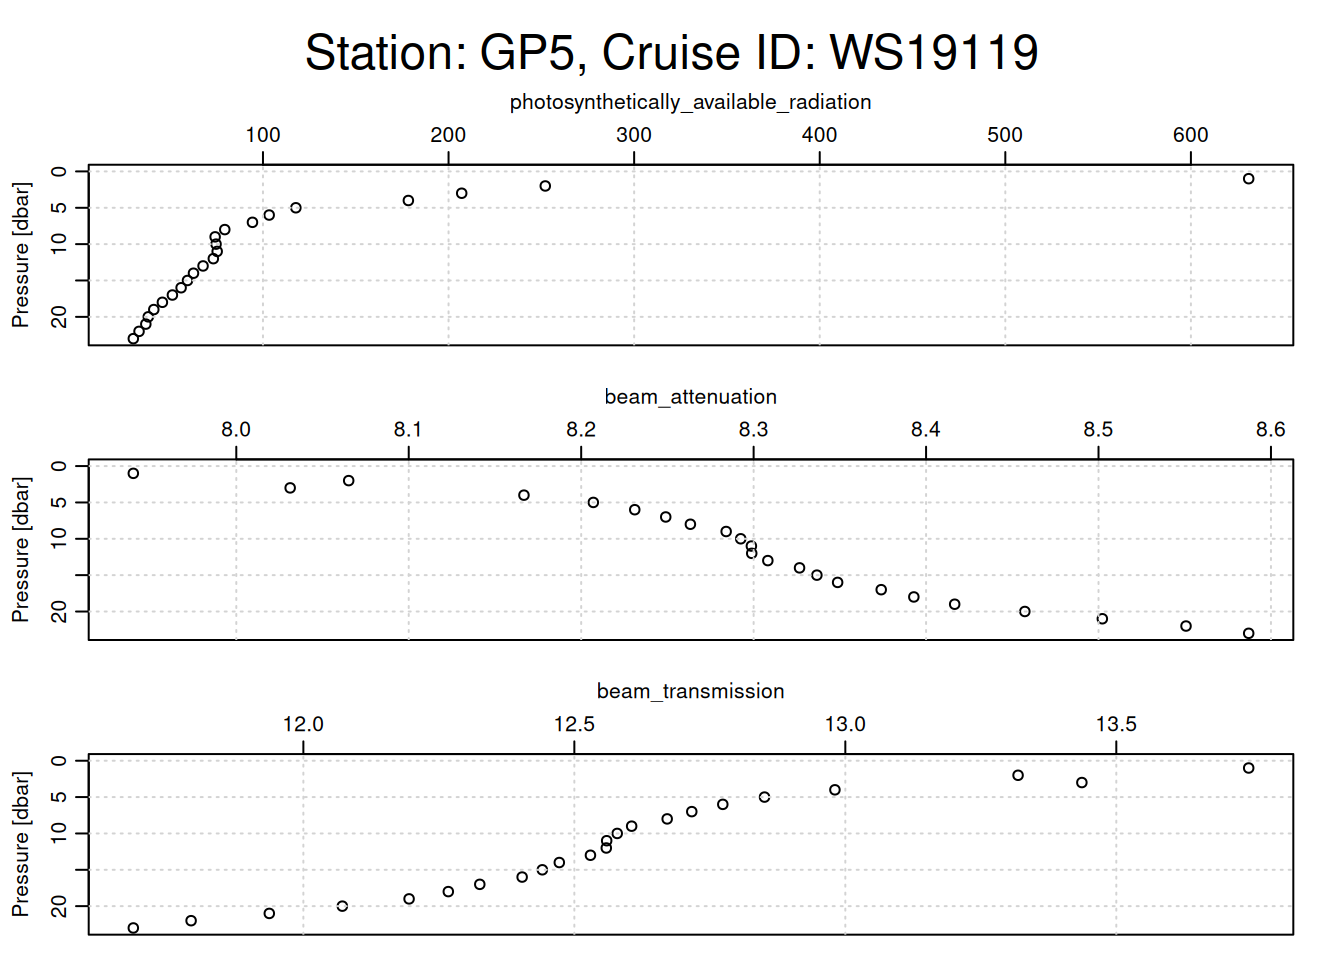 Station: GP5, Cruise ID: WS19119
photosynthetically_available_radiation
100 200 300 400 500 600
Pressure [dbar]
0
5
10
20
beam_attenuation
8.0 8.1 8.2 8.3 8.4 8.5 8.6
Pressure [dbar]
0
5
10
20
beam_transmission
12.0 12.5 13.0 13.5
Pressure [dbar]
0
5
10
20